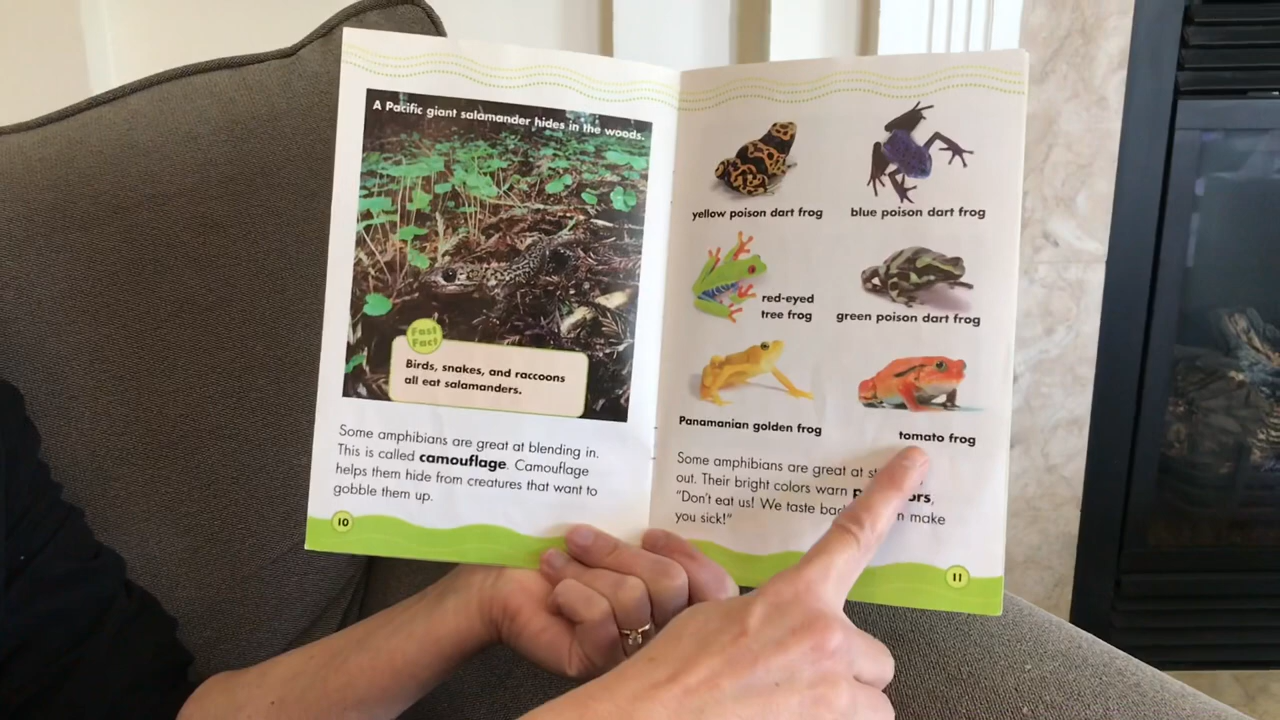 A Pacific giant salamander hides in the woods.
Fast
Fact
Birds, snakes, and raccoons
all eat salamanders.
Some amphibians are great at blending in.
This is called camouflage. Camouflage
helps them hide from creatures that want to
gobble them up.
10
yellow poison dart frog
blue poison dart frog
red-eyed
tree frog
green poison dart frog
Panamanian golden frog
tomato frog
Some amphibians are great at
out. Their bright colors warn
"Don't eat us! We taste make
you sick!"
11